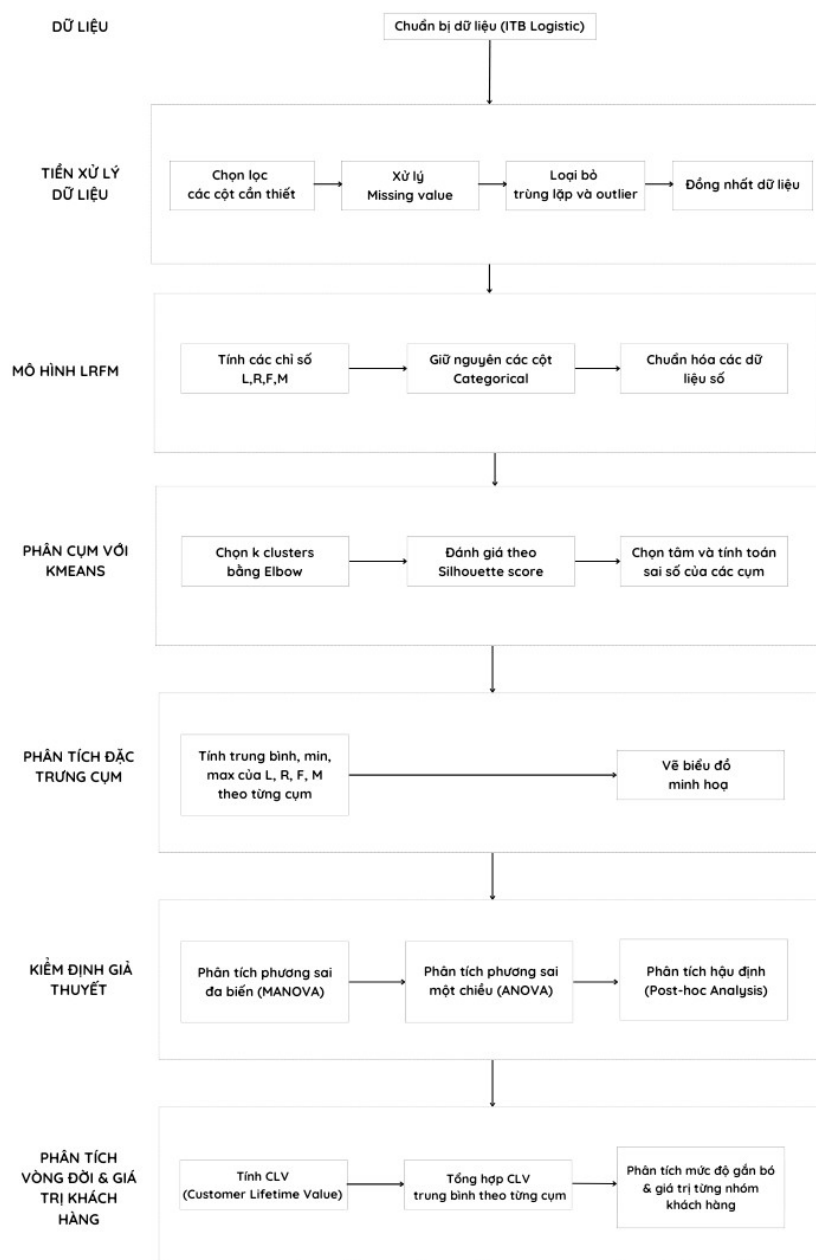 DỮ LIỆU
Chuẩn bị dữ liệu (ITB Logistic)
TIỀN XỬ LÝ
DỮ LIỆU
Chọn lọc
các cột cần thiết
Xử lý
Missing value
Loại bỏ
trùng lặp và outlier
Đồng nhất dữ liệu
MÔ HÌNH LRFM
Tính các chỉ số
L,R,F,M
Giữ nguyên các cột
Categorical
Chuẩn hóa các dữ
liệu số
PHÂN CỤM VỚI
KMEANS
Chọn k clusters
bằng Elbow
Đánh giá theo
Silhouette score
Chọn tâm và tính toán
sai số của các cụm
PHÂN TÍCH ĐẶC
TRƯNG CỤM
Tính trung bình, min,
max của L, R, F, M
theo từng cụm
Vẽ biểu đồ
minh hoạ
KIỂM ĐỊNH GIẢ
THUYẾT
Phân tích phương sai
đa biến (MANOVA)
Phân tích phương sai
một chiều (ANOVA)
Phân tích hậu định
(Post-hoc Analysis)
PHÂN TÍCH
VÒNG ĐỜI & GIÁ
TRỊ KHÁCH
HÀNG
Tính CLV
(Customer Lifetime Value)
Tổng hợp CLV
trung bình theo từng cụm
Phân tích mức độ gắn bó
& giá trị từng nhóm
khách hàng